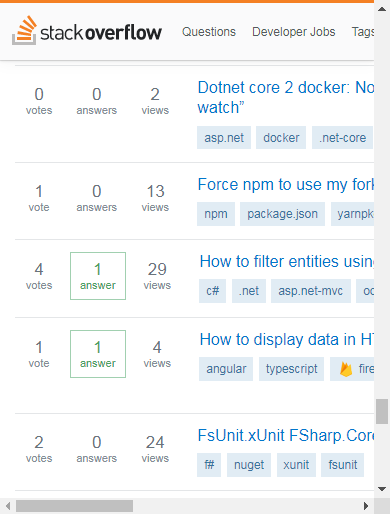 stackoverflow Questions Developer Jobs Tags
0 0 2 Dotnet core 2 docker: No
votes answers views watch”
asp.net docker .net-core
1 0 13 Force npm to use my fork
vote answers views npm package.json yarnpk
4 1 29 How to filter entities using
votes answer views c# .net asp.net-mvc
1 1 4 How to display data in HT
vote answer views angular typescript fire
2 0 24 FsUnit.xUnit FSharp.Core
votes answers views f# nuget xunit fsunit